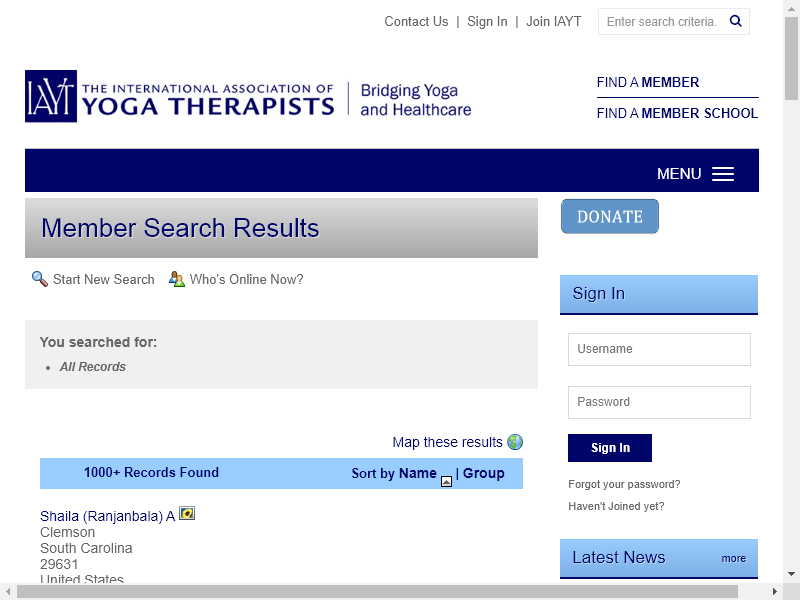 Contact Us | Sign In | Join IAYT
Enter search criteria.
IAYT
THE INTERNATIONAL ASSOCIATION OF
YOGA THERAPISTS
Bridging Yoga
and Healthcare
FIND A MEMBER
FIND A MEMBER SCHOOL
MENU
Member Search Results
DONATE
Start New Search
Who's Online Now?
Sign In
You searched for:
All Records
Username
Password
Sign In
Forgot your password?
Haven't Joined yet?
Map these results
1000+ Records Found
Sort by Name | Group
Shaila (Ranjanbala) A
Clemson
South Carolina
29631
United States
Latest News
more